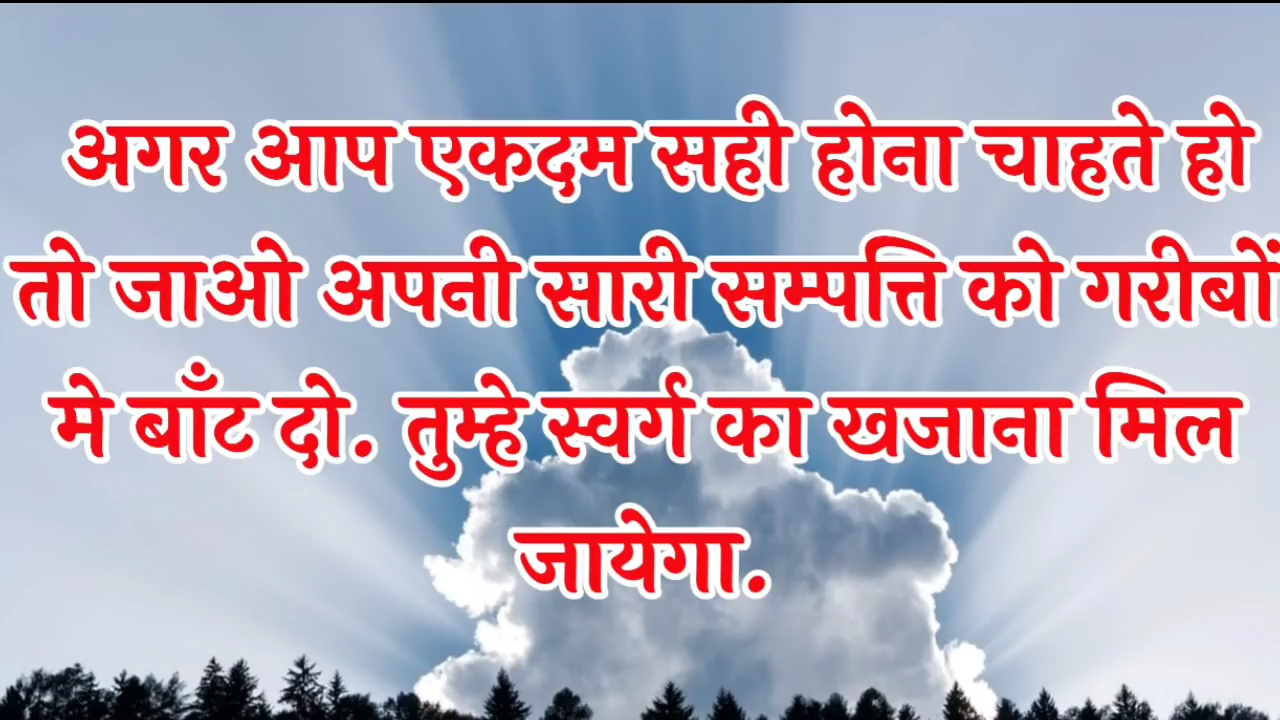 अगर आप एकदम सही होना चाहते हो
तो जाओ अपनी सारी सम्पत्ति को गरीबों
मे बाँट दो. तुम्हे स्वर्ग का खजाना मिल
जायेगा.